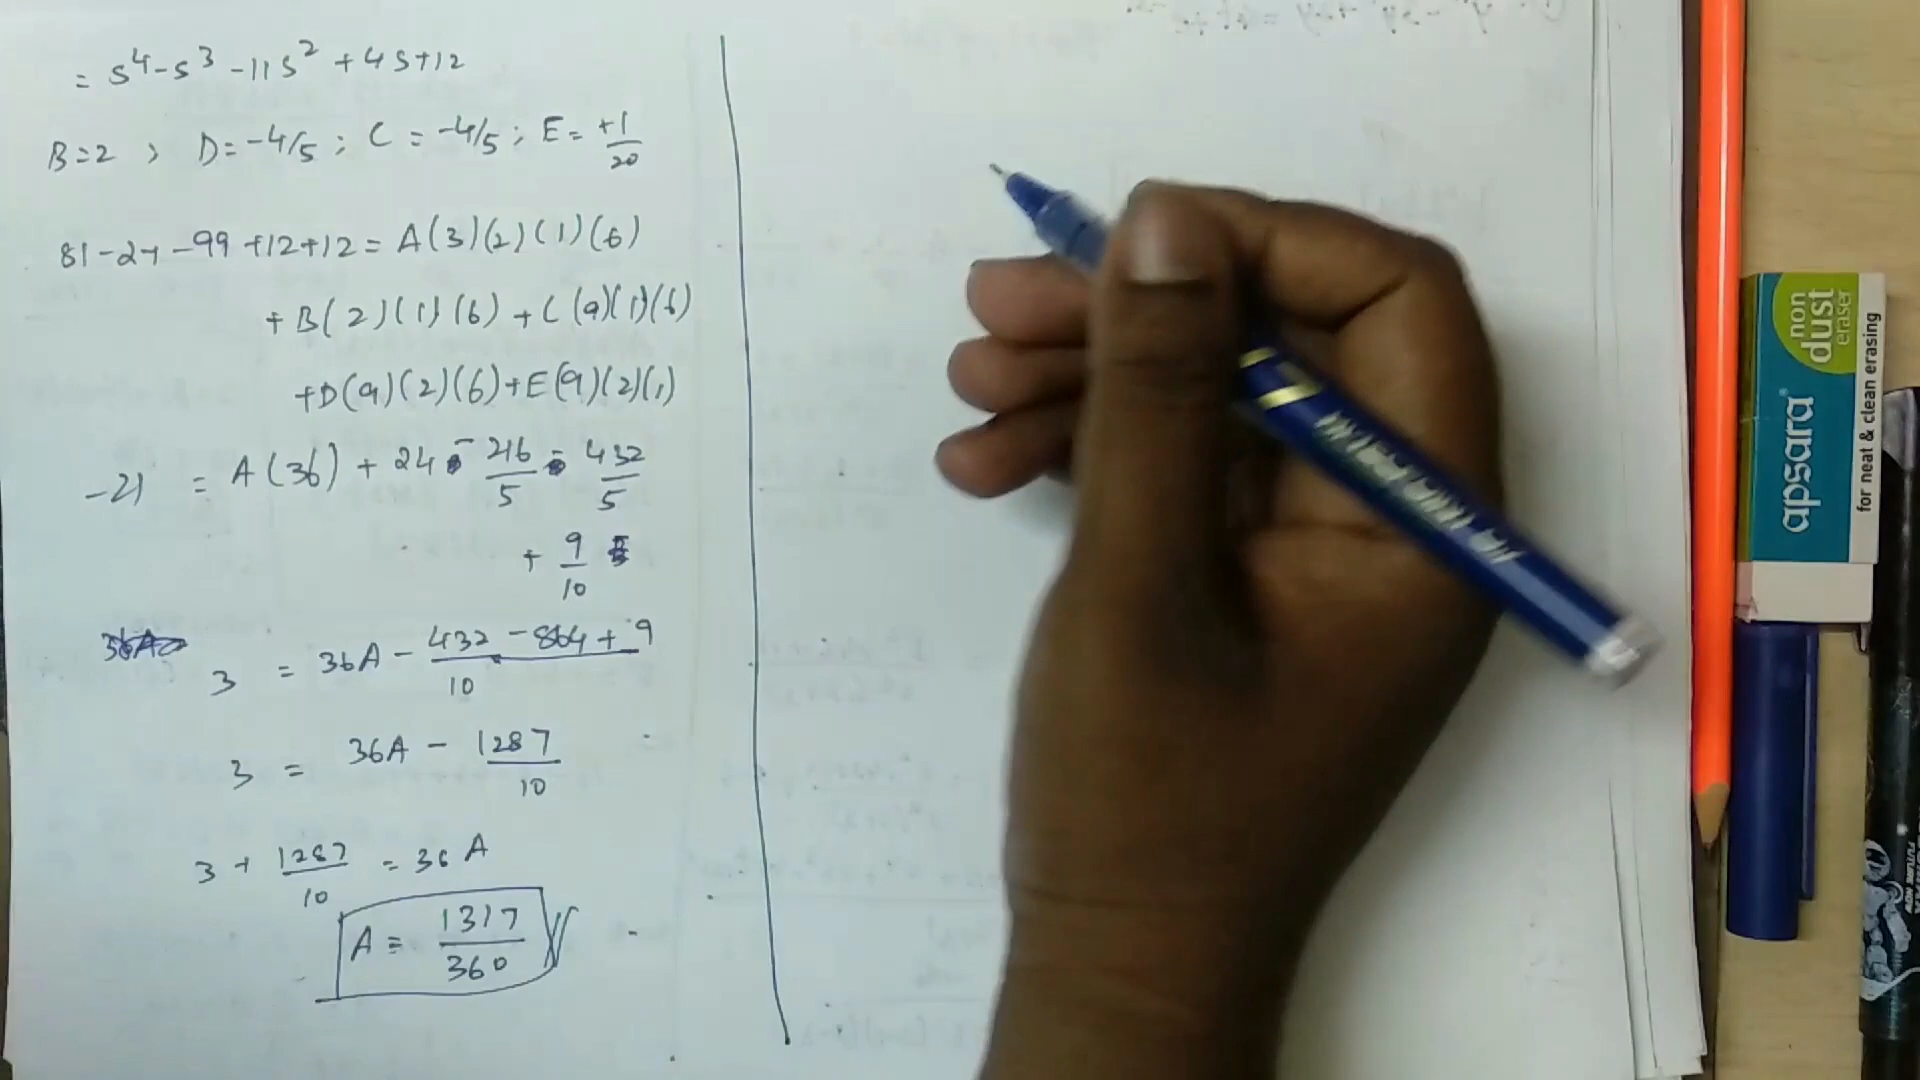 = s⁴-s³ -11s² +4s+12
B=2 ; D=-4/5 ; C = -4/5 ; E = +1/20
81-27 -99 +12+12 = A(3)(2)(1)(6)
+ B(2)(1)(6) + C(9)(1)(6)
+D(9)(2)(6)+E(9)(2)(1)
-21 = A(36) + 24 - 216/5 - 432/5
+ 9/10
3 = 36A - 432 - 864 + 9/10
3 = 36A - 1287/10
3 + 1287/10 = 36A
A = 1317/360
non
dust
eraser
apsara
for neat & clean erasing